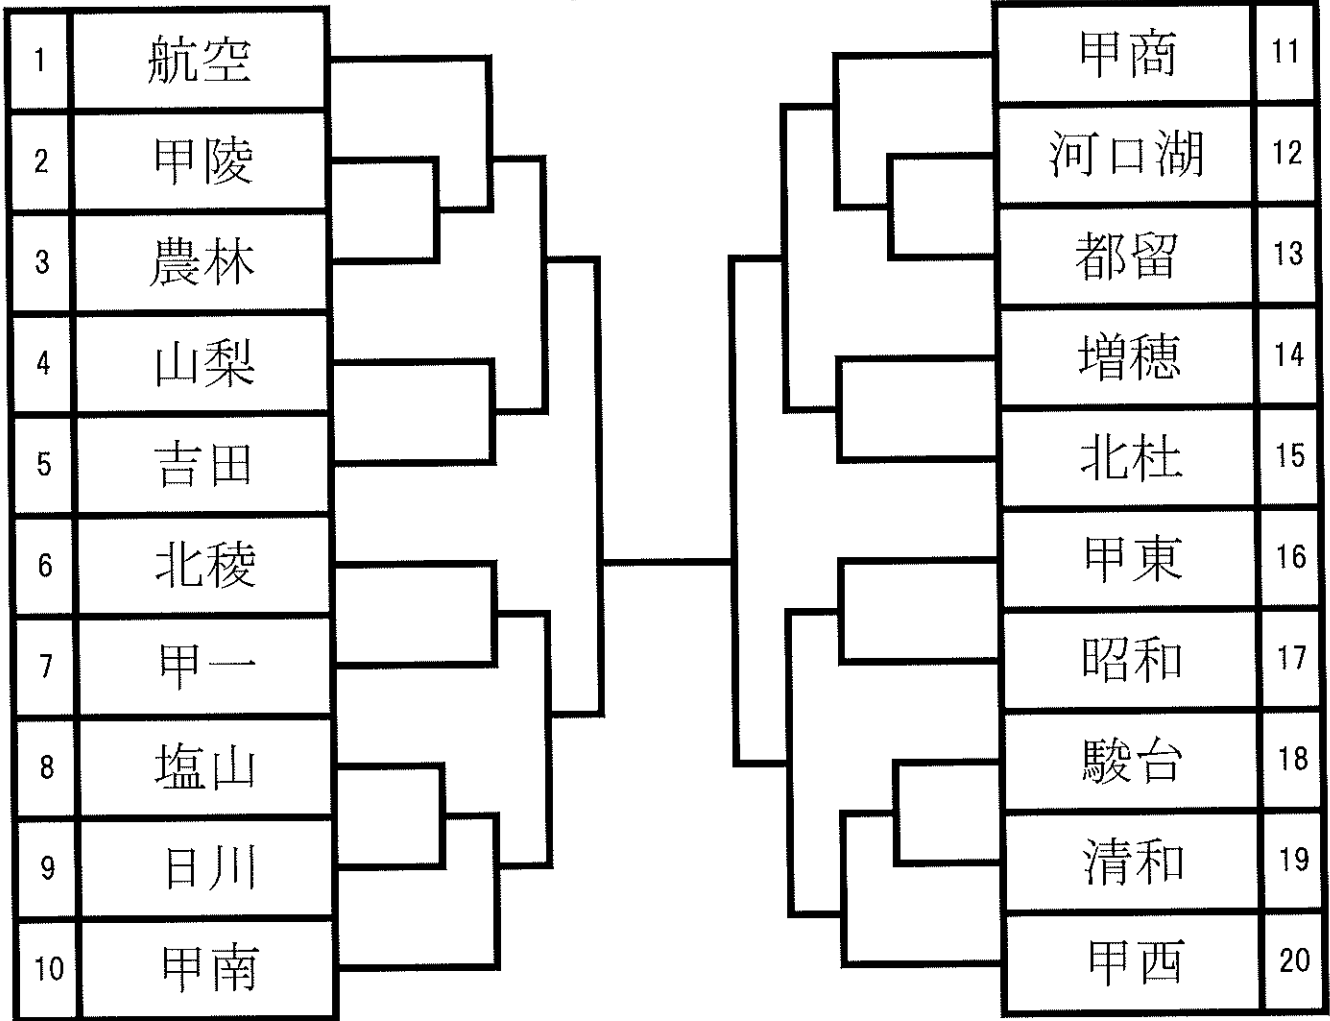 1 航空
2 甲陵
3 農林
4 山梨
5 吉田
6 北稜
7 甲一
8 塩山
9 日川
10 甲南
甲商 11
河口湖 12
都留 13
増穂 14
北杜 15
甲東 16
昭和 17
駿台 18
清和 19
甲西 20